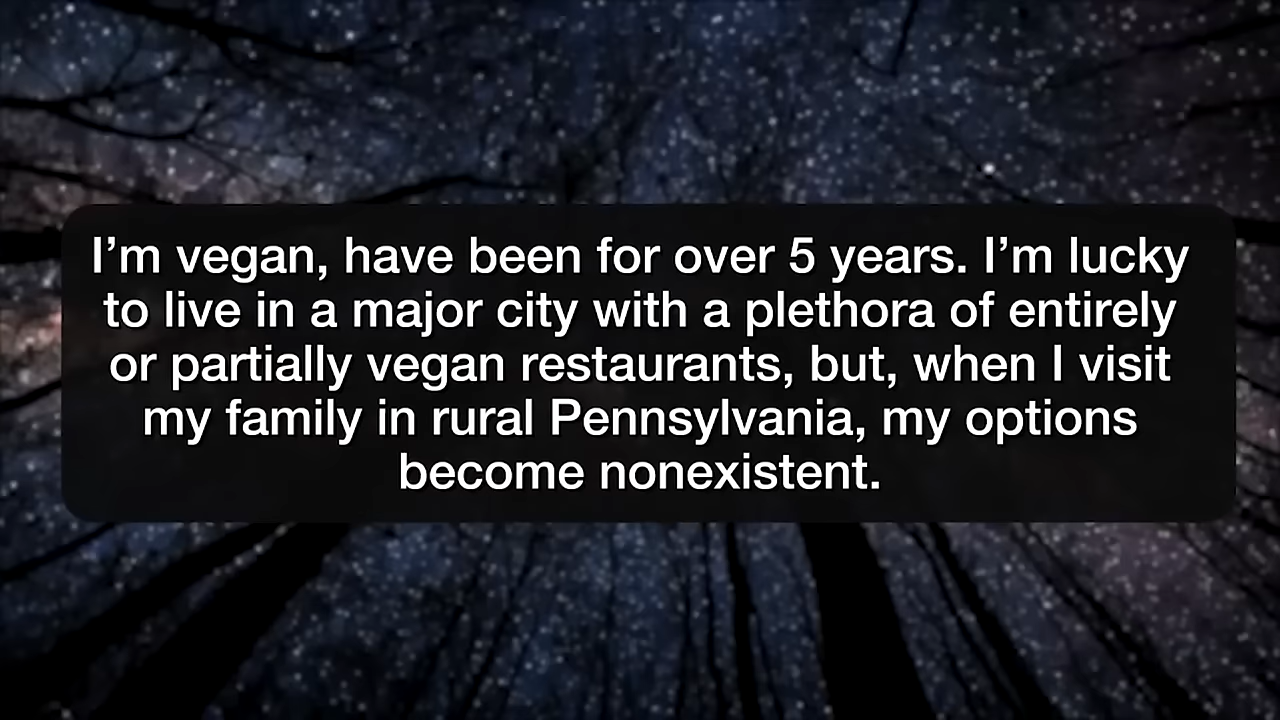 I’m vegan, have been for over 5 years. I’m lucky
to live in a major city with a plethora of entirely
or partially vegan restaurants, but, when I visit
my family in rural Pennsylvania, my options
become nonexistent.